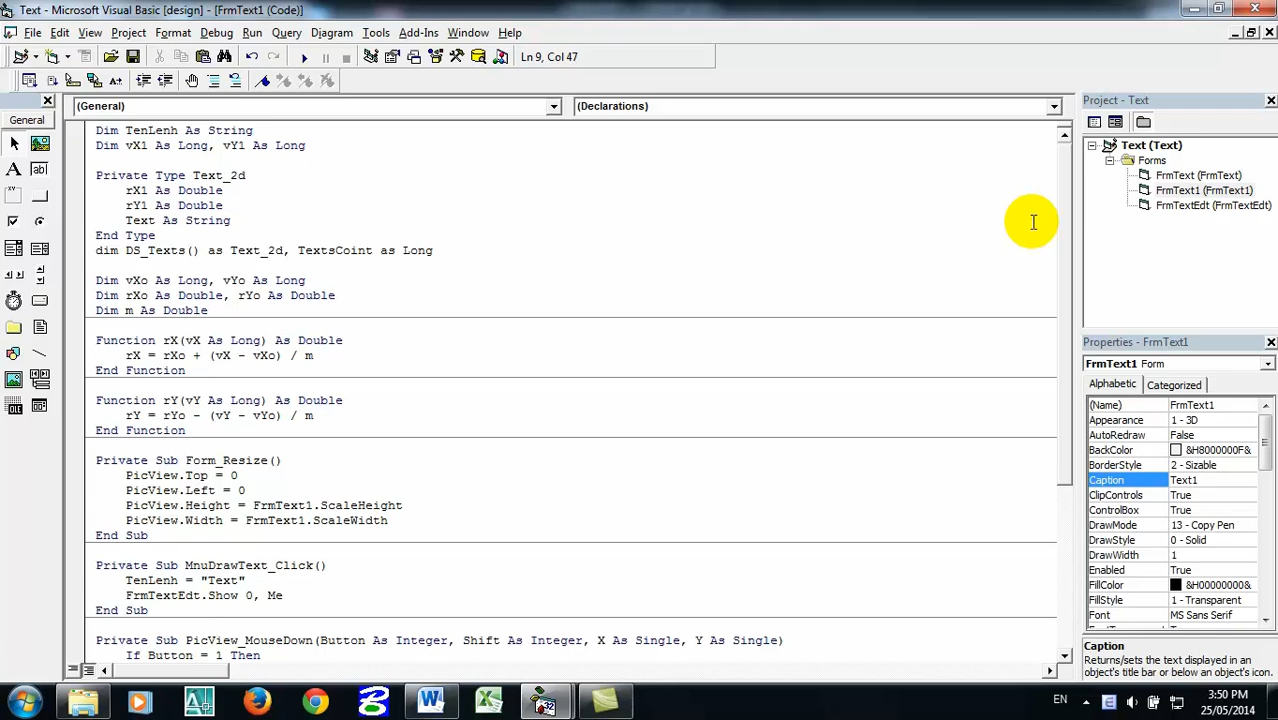 Text - Microsoft Visual Basic [design] - [FrmText1 (Code)]
File Edit View Project Format Debug Run Query Diagram Tools Add-Ins Window Help
Ln 9, Col 47
General
(General)
(Declarations)
Dim TenLenh As String
Dim vX1 As Long, vY1 As Long
Private Type Text_2d
rX1 As Double
rY1 As Double
Text As String
End Type
dim DS_Texts() as Text_2d, TextsCoint as Long
Dim vXo As Long, vYo As Long
Dim rXo As Double, rYo As Double
Dim m As Double
Function rX(vX As Long) As Double
rX = rXo + (vX - vXo) / m
End Function
Function rY(vY As Long) As Double
rY = rYo - (vY - vYo) / m
End Function
Private Sub Form_Resize()
PicView.Top = 0
PicView.Left = 0
PicView.Height = FrmText1.ScaleHeight
PicView.Width = FrmText1.ScaleWidth
End Sub
Private Sub MnuDrawText_Click()
TenLenh = "Text"
FrmTextEdt.Show 0, Me
End Sub
Private Sub PicView_MouseDown(Button As Integer, Shift As Integer, X As Single, Y As Single)
If Button = 1 Then
Project - Text
Text (Text)
Forms
FrmText (FrmText)
FrmText1 (FrmText1)
FrmTextEdt (FrmTextEdt)
Properties - FrmText1
FrmText1 Form
Alphabetic Categorized
(Name) FrmText1
Appearance 1 - 3D
AutoRedraw False
BackColor &H8000000F&
BorderStyle 2 - Sizable
Caption Text1
ClipControls True
ControlBox True
DrawMode 13 - Copy Pen
DrawStyle 0 - Solid
DrawWidth 1
Enabled True
FillColor &H00000000&
FillStyle 1 - Transparent
Font MS Sans Serif
Caption
Returns/sets the text displayed in an
object's title bar or below an object's icon.
EN
3:50 PM
25/05/2014